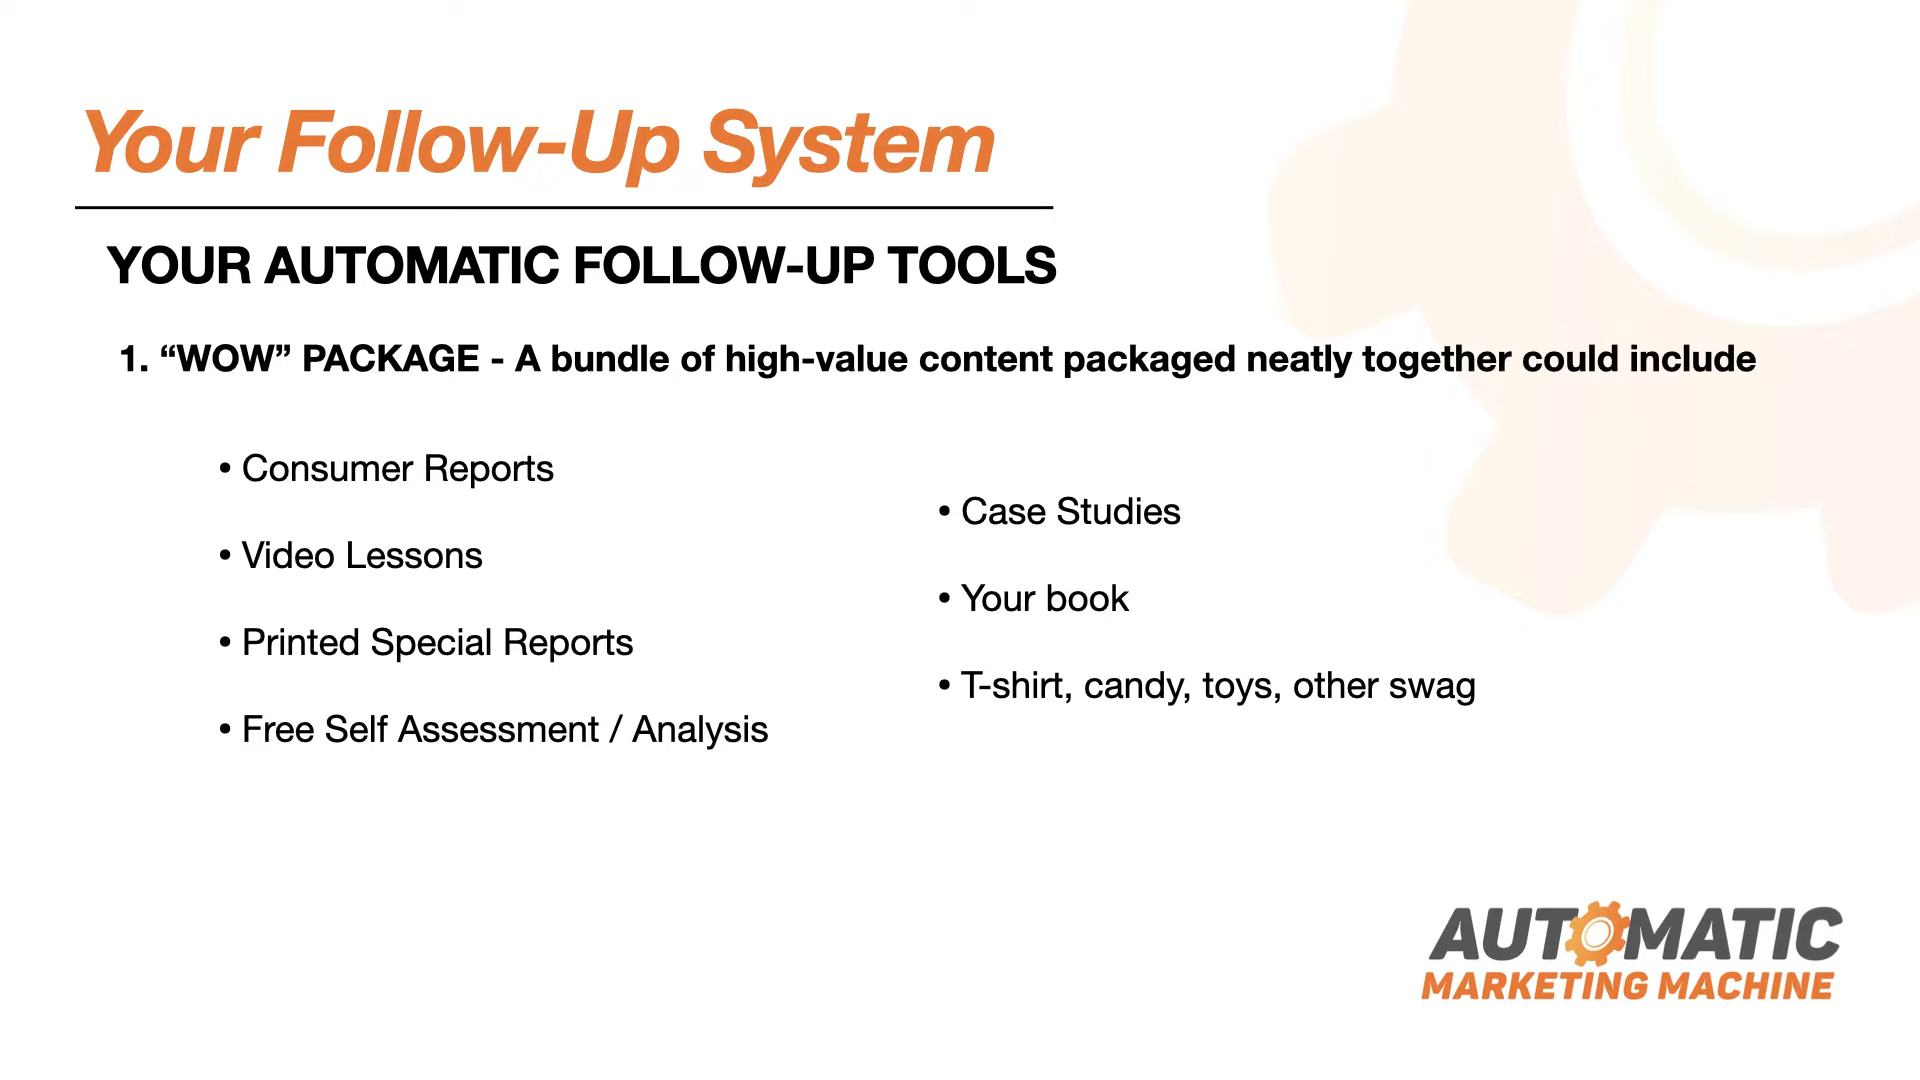 Your Follow-Up System
YOUR AUTOMATIC FOLLOW-UP TOOLS
1. “WOW” PACKAGE - A bundle of high-value content packaged neatly together could include
• Consumer Reports
• Video Lessons
• Printed Special Reports
• Free Self Assessment / Analysis
• Case Studies
• Your book
• T-shirt, candy, toys, other swag
AUTOMATIC
MARKETING MACHINE